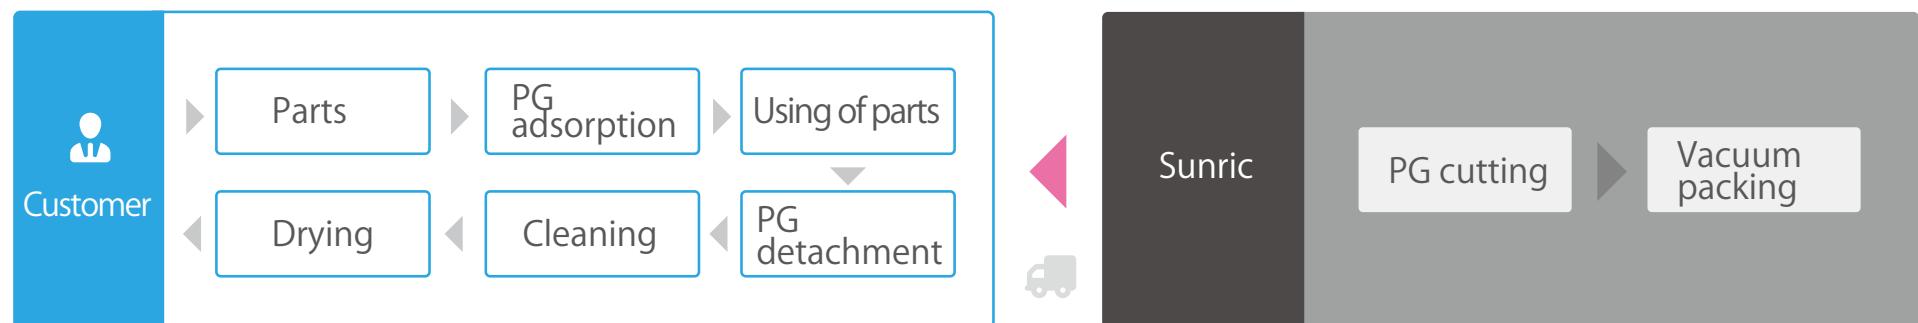 Customer
Parts
PG
adsorption
Using of parts
PG
detachment
Cleaning
Drying
Sunric
PG cutting
Vacuum
packing